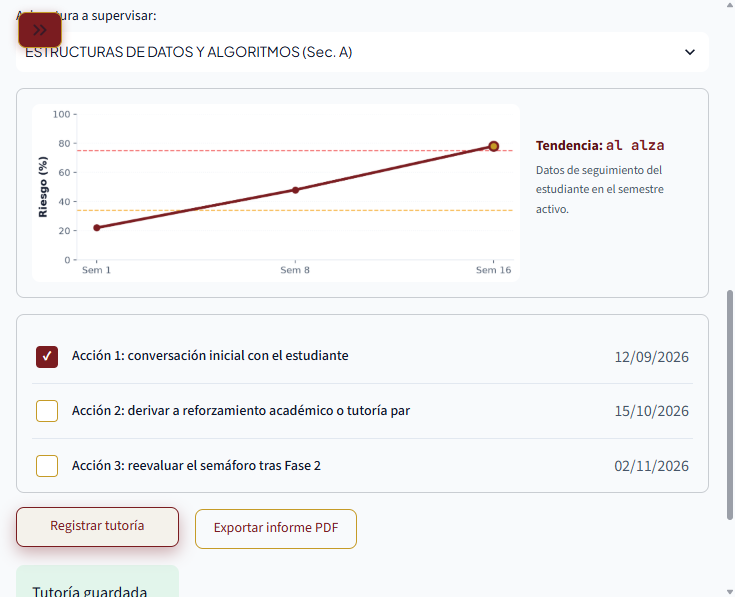 a supervisar:
ESTRUCTURAS DE DATOS Y ALGORITMOS (Sec. A)
100
80
60
40
20
0
Riesgo (%)
Sem 1
Sem 8
Sem 16
Tendencia: al alza
Datos de seguimiento del
estudiante en el semestre
activo.
Acción 1: conversación inicial con el estudiante
12/09/2026
Acción 2: derivar a reforzamiento académico o tutoría par
15/10/2026
Acción 3: reevaluar el semáforo tras Fase 2
02/11/2026
Registrar tutoría
Exportar informe PDF
Tutoría guardada